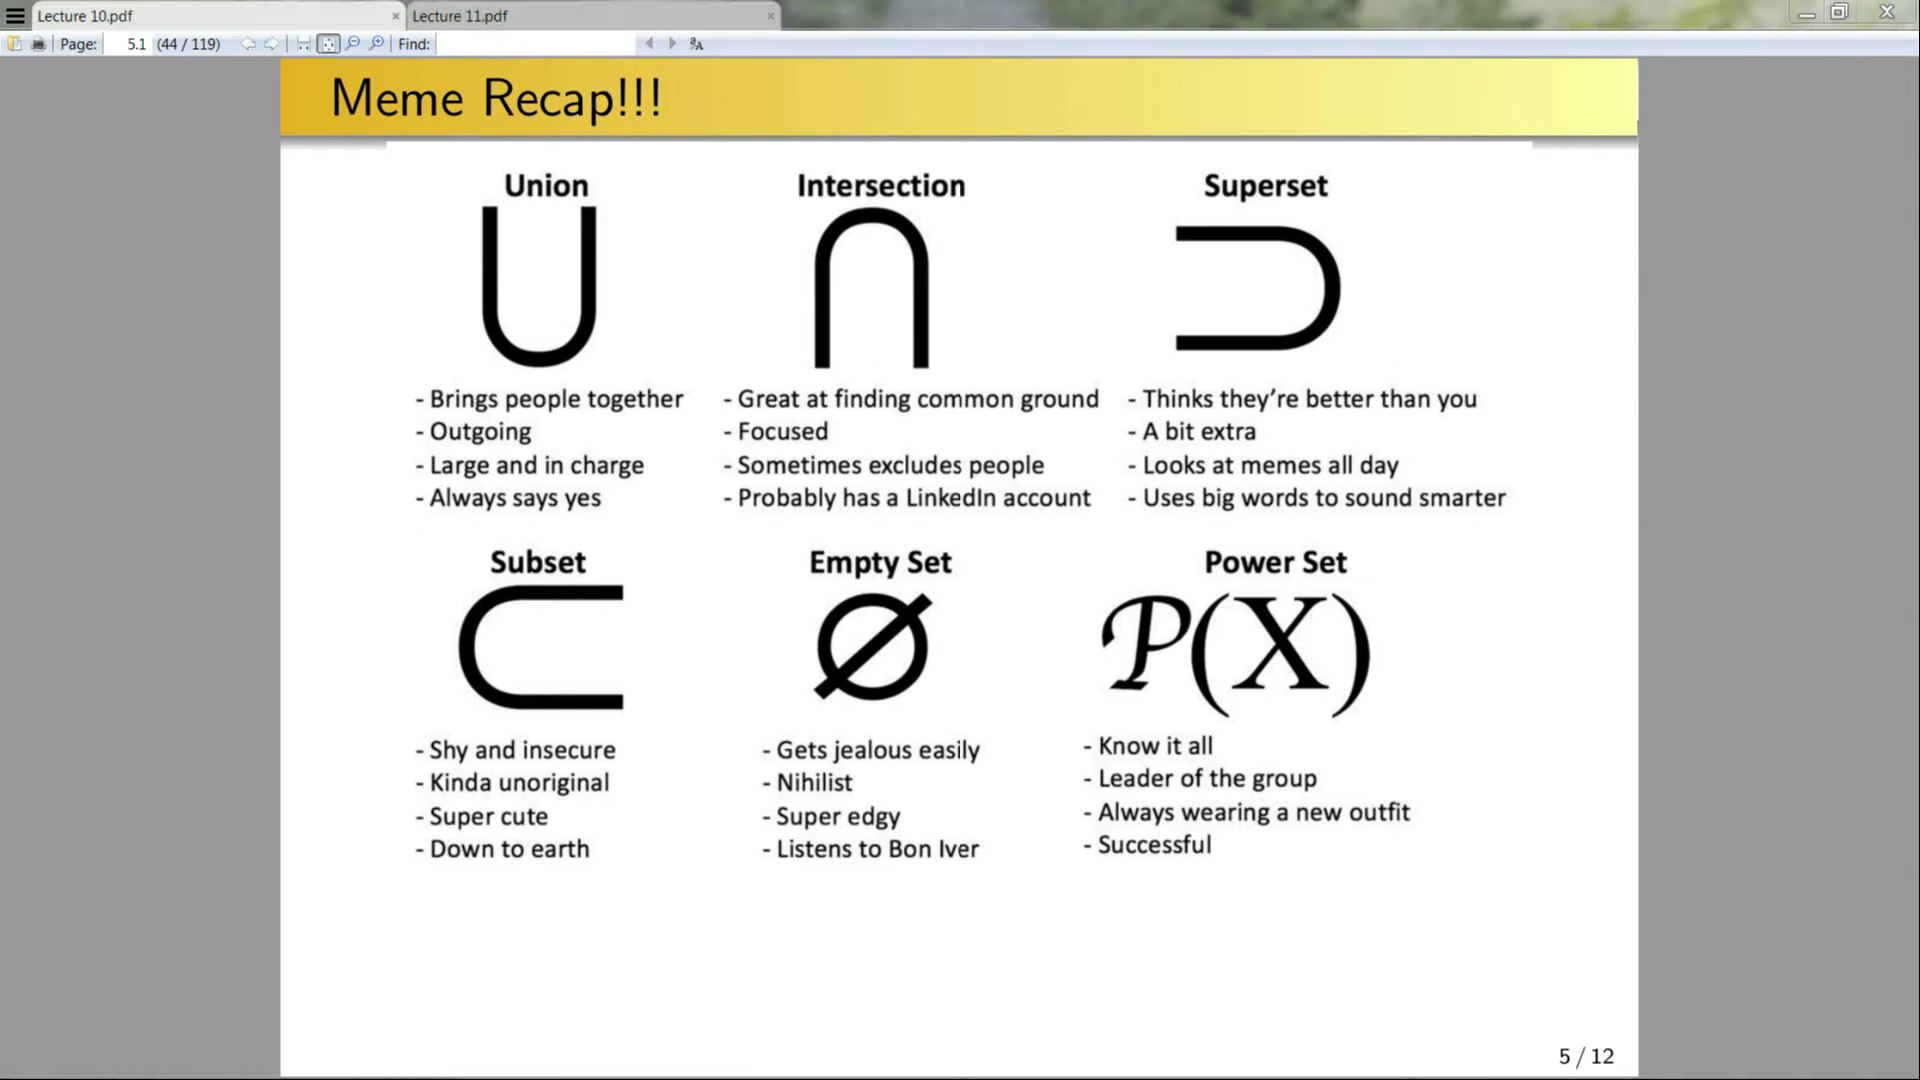 Lecture 10.pdf
Lecture 11.pdf
Page: 5.1 (44 / 119) Find:
Meme Recap!!!
Union
Intersection
Superset
∪
∩
⊃
- Brings people together
- Outgoing
- Large and in charge
- Always says yes
- Great at finding common ground
- Focused
- Sometimes excludes people
- Probably has a LinkedIn account
- Thinks they're better than you
- A bit extra
- Looks at memes all day
- Uses big words to sound smarter
Subset
Empty Set
Power Set
⊂
∅
𝒫(X)
- Shy and insecure
- Kinda unoriginal
- Super cute
- Down to earth
- Gets jealous easily
- Nihilist
- Super edgy
- Listens to Bon Iver
- Know it all
- Leader of the group
- Always wearing a new outfit
- Successful
5 / 12